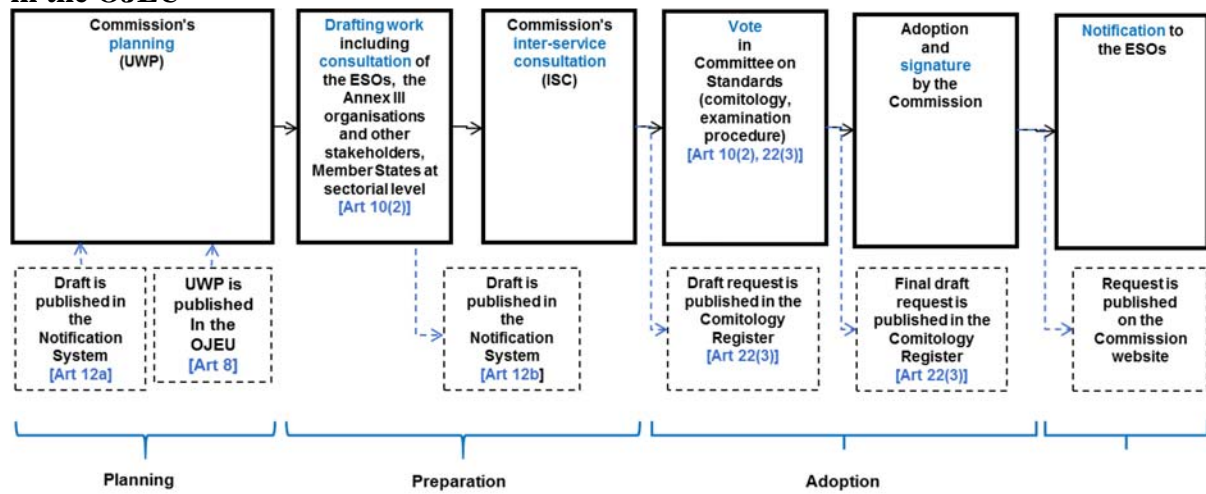 in the OJEU
Commission's
planning
(UWP)
Drafting work
including
consultation of
the ESOs, the
Annex III
organisations
and other
stakeholders,
Member States at
sectorial level
[Art 10(2)]
Commission's
inter-service
consultation
(ISC)
Vote
in
Committee on
Standards
(comitology,
examination
procedure)
[Art 10(2), 22(3)]
Adoption
and
signature
by the
Commission
Notification to
the ESOs
Draft is
published in
the
Notification
System
[Art 12a)
UWP is
published
In the
OJEU
[Art 8]
Draft is
published in
the
Notification
System
[Art 12b]
Draft request is
published in the
Comitology
Register
[Art 22(3)]
Final draft
request is
published in the
Comitology
Register
[Art 22(3)]
Request is
published
on the
Commission
website
Planning
Preparation
Adoption